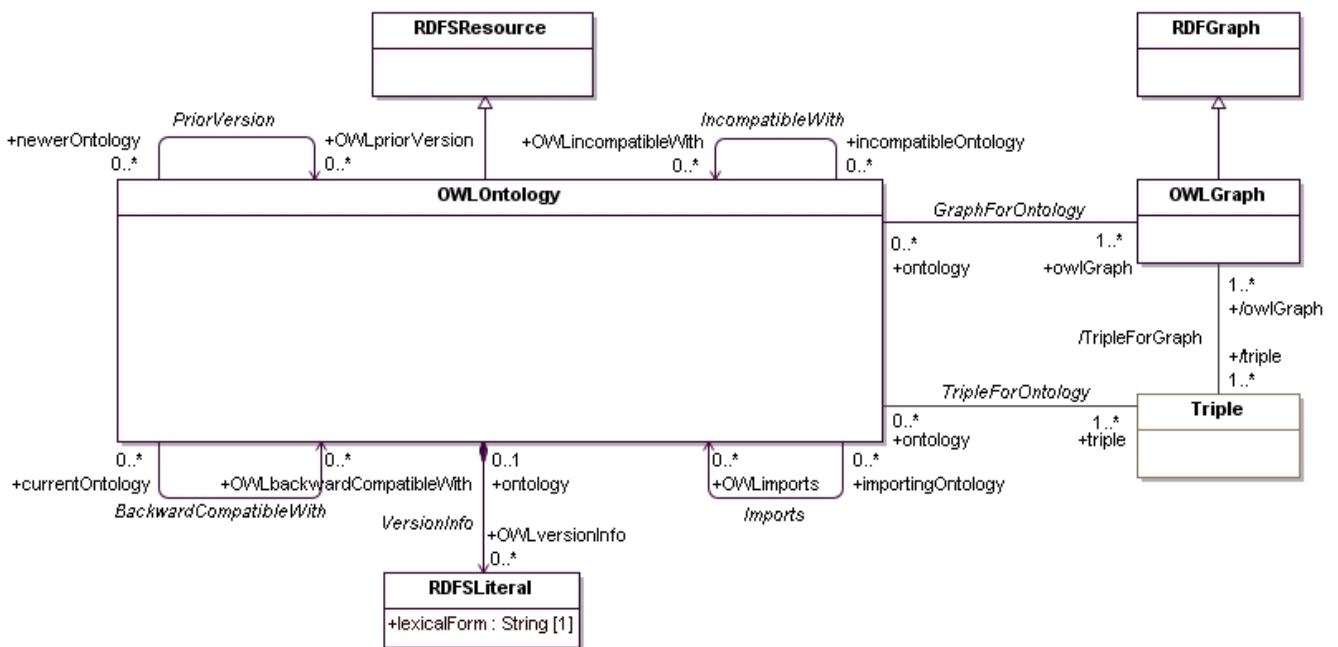 RDFSResource
RDFGraph
PriorVersion
IncompatibleWith
+newerOntology
+OWLpriorVersion
+OWLincompatibleWith
+incompatibleOntology
0..*
0..*
0..*
0..*
OWLOntology
OWLGraph
GraphForOntology
0..*
1..*
+ontology
+owlGraph
1..*
+/owlGraph
/TripleForGraph
+/triple
1..*
TripleForOntology
Triple
0..*
1..*
+ontology
+triple
0..*
0..*
0..1
0..*
0..*
+currentOntology
+OWLbackwardCompatibleWith
+ontology
+OWLimports
+importingOntology
BackwardCompatibleWith
VersionInfo
Imports
+OWLversionInfo
0..*
RDFSLiteral
+lexicalForm : String [1]